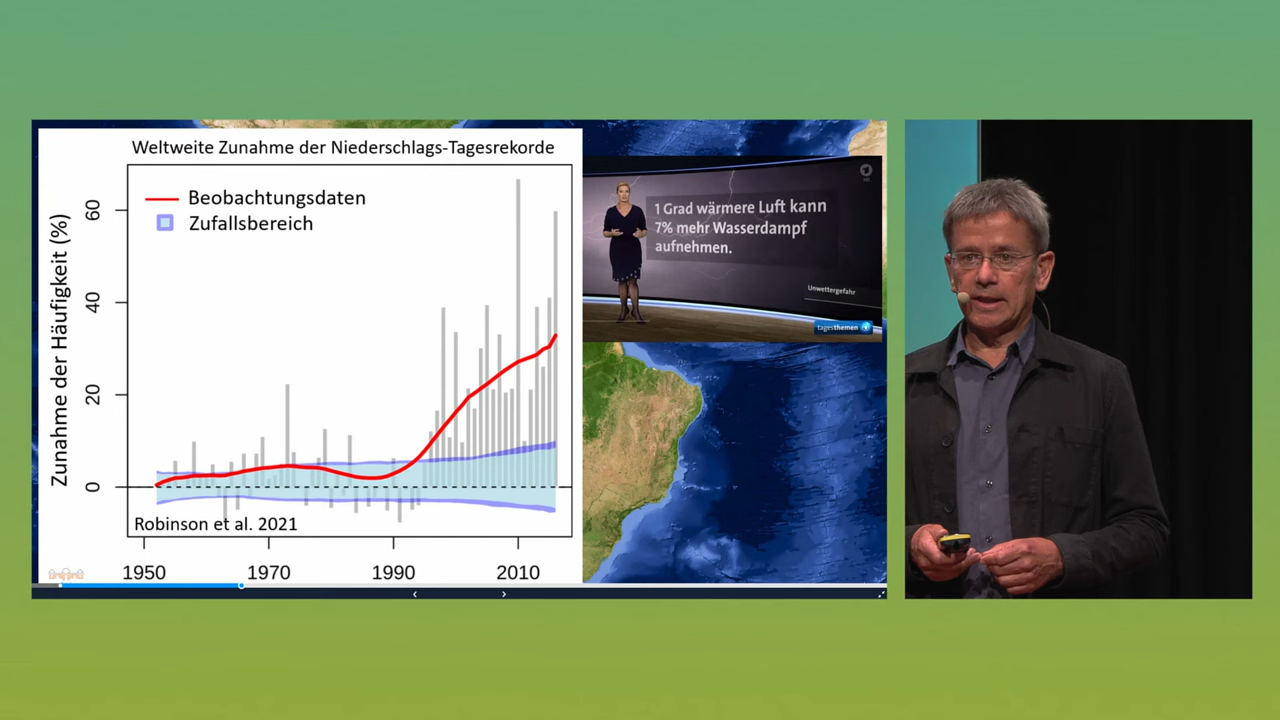 Weltweite Zunahme der Niederschlags-Tagesrekorde
Beobachtungsdaten
Zufallsbereich
Zunahme der Häufigkeit (%)
60
40
20
0
Robinson et al. 2021
1950 1970 1990 2010
1 Grad wärmere Luft kann
7% mehr Wasserdampf
aufnehmen.
Unwettergefahr
tagesthemen